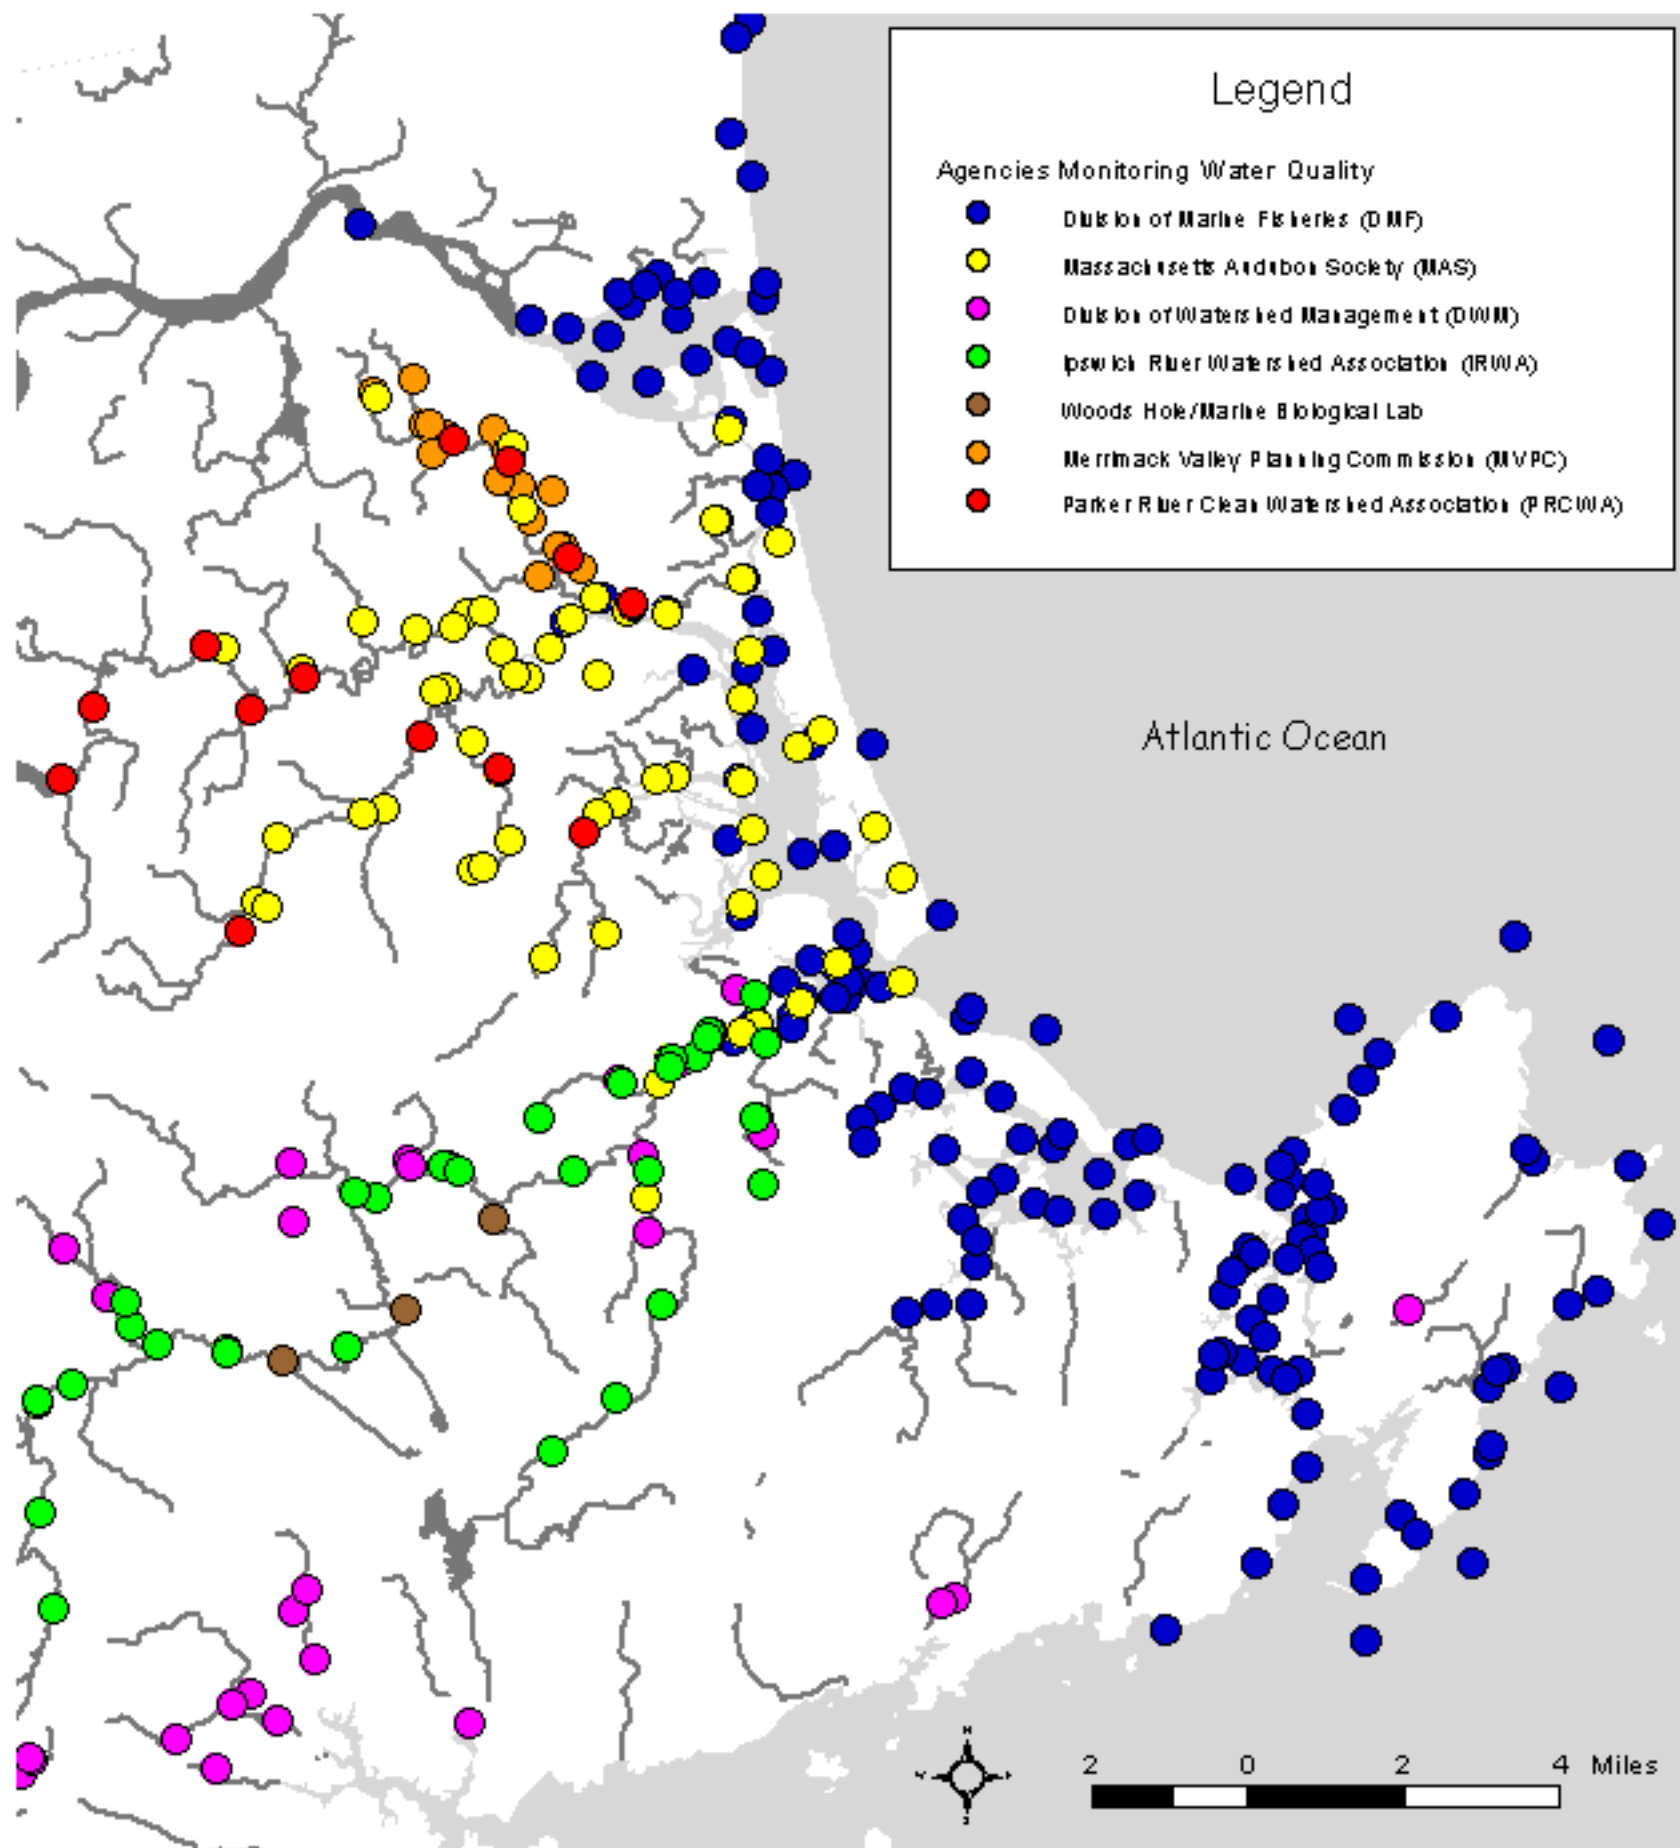 Legend
Agencies Monitoring Water Quality
Division of Marine Fisheries (DMF)
Massachusetts Audubon Society (MAS)
Division of Watershed Management (DWM)
Ipswich River Watershed Association (IRWA)
Woods Hole/Marine Biological Lab
Merrimack Valley Planning Commission (MVPC)
Parker River Clean Watershed Association (PRCWA)
Atlantic Ocean
N
S
2 0 2 4 Miles